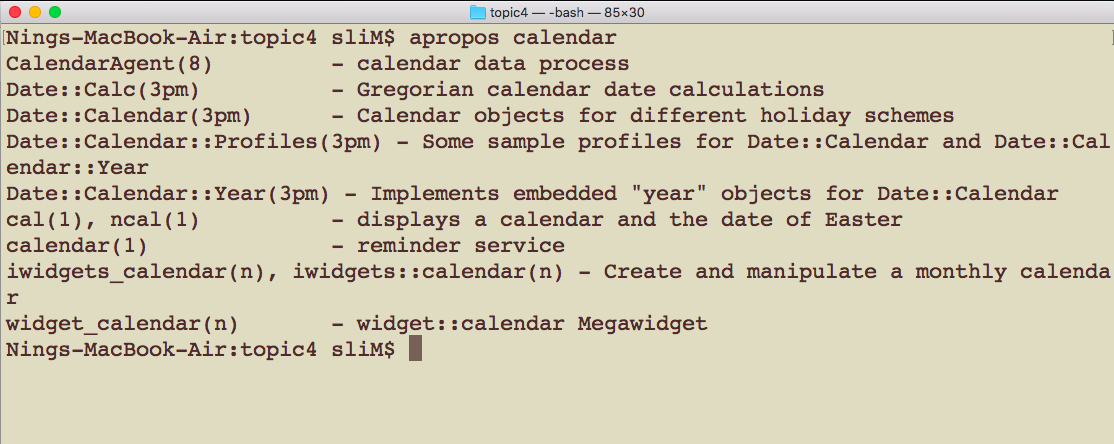 topic4 — -bash — 85×30
Nings-MacBook-Air:topic4 sliM$ apropos calendar
CalendarAgent(8)         - calendar data process
Date::Calc(3pm)          - Gregorian calendar date calculations
Date::Calendar(3pm)      - Calendar objects for different holiday schemes
Date::Calendar::Profiles(3pm) - Some sample profiles for Date::Calendar and Date::Cal
endar::Year
Date::Calendar::Year(3pm) - Implements embedded "year" objects for Date::Calendar
cal(1), ncal(1)          - displays a calendar and the date of Easter
calendar(1)              - reminder service
iwidgets_calendar(n), iwidgets::calendar(n) - Create and manipulate a monthly calenda
r
widget_calendar(n)       - widget::calendar Megawidget
Nings-MacBook-Air:topic4 sliM$